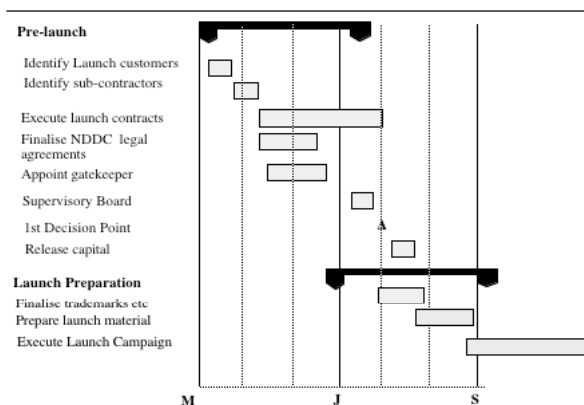 Pre-launch
Identify Launch customers
Identify sub-contractors
Execute launch contracts
Finalise NDDC legal
agreements
Appoint gatekeeper
Supervisory Board
1st Decision Point
A
Release capital
Launch Preparation
Finalise trademarks etc
Prepare launch material
Execute Launch Campaign
M J S